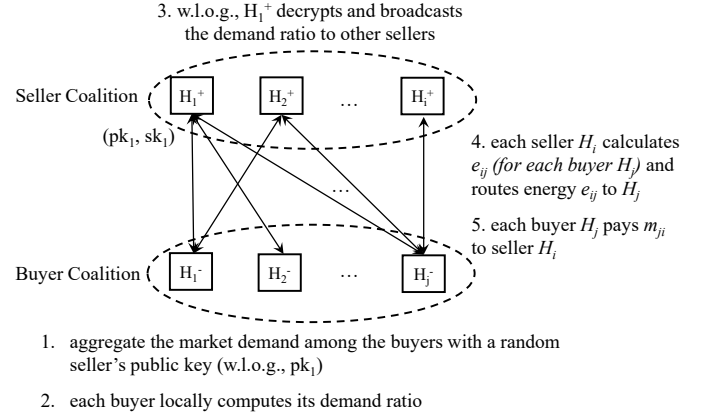 3. w.l.o.g., H₁⁺ decrypts and broadcasts
the demand ratio to other sellers
Seller Coalition
H₁⁺
H₂⁺
...
Hᵢ⁺
(pk₁, sk₁)
4. each seller Hᵢ calculates
eᵢⱼ (for each buyer Hⱼ) and
routes energy eᵢⱼ to Hⱼ
...
5. each buyer Hⱼ pays mⱼᵢ
to seller Hᵢ
Buyer Coalition
H₁⁻
H₂⁻
...
Hⱼ⁻
1. aggregate the market demand among the buyers with a random
seller's public key (w.l.o.g., pk₁)
2. each buyer locally computes its demand ratio